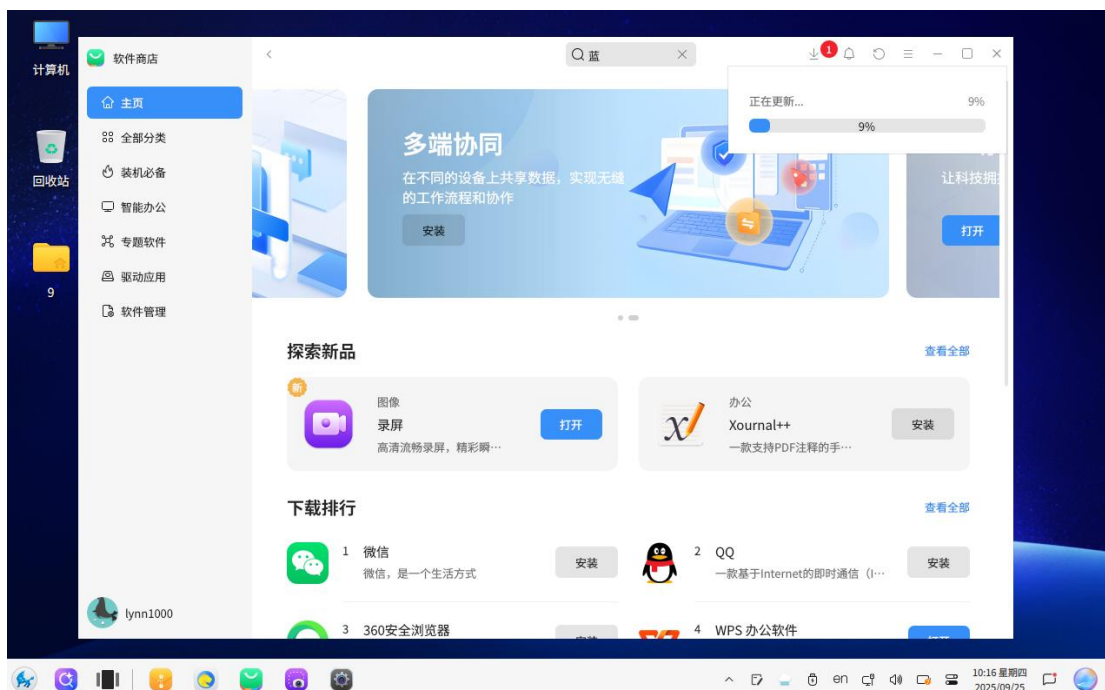 计算机
回收站
9
软件商店
蓝
1
主页
全部分类
装机必备
智能办公
专题软件
驱动应用
软件管理
lynn1000
正在更新... 9%
9%
多端协同
在不同的设备上共享数据，实现无缝
的工作流程和协作
安装
让科技拥
打开
探索新品
查看全部
新
图像
录屏
高清流畅录屏，精彩瞬…
打开
办公
Xournal++
一款支持PDF注释的手…
安装
下载排行
查看全部
1 微信
微信，是一个生活方式
安装
2 QQ
一款基于Internet的即时通信（I…
安装
3 360安全浏览器
4 WPS 办公软件
en
10:16 星期四
2025/09/25